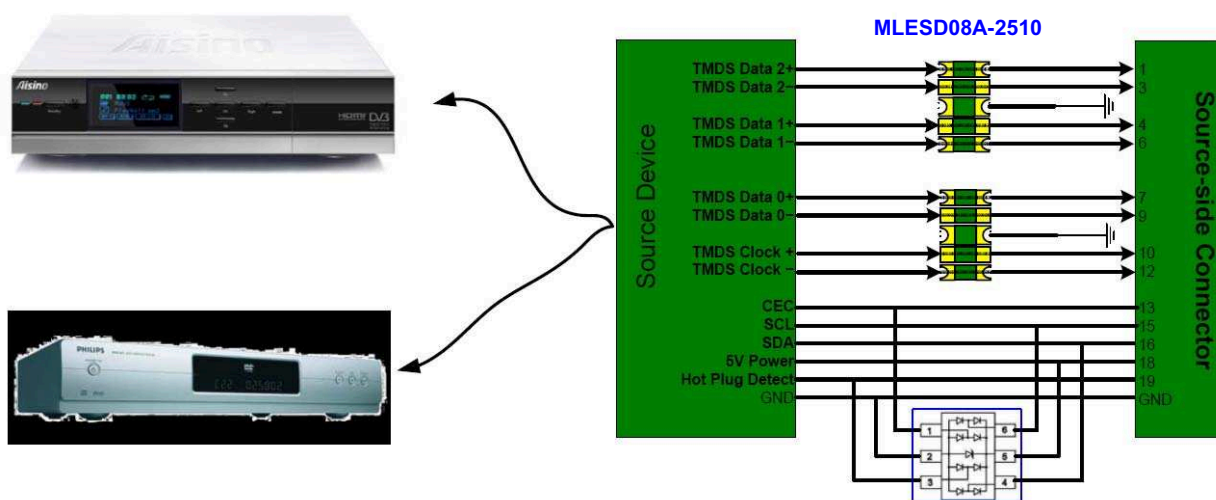 MLESD08A-2510
Aisino
Aisino
HDMI DVB
PHILIPS
Source Device
TMDS Data 2+
TMDS Data 2−
TMDS Data 1+
TMDS Data 1−
TMDS Data 0+
TMDS Data 0−
TMDS Clock +
TMDS Clock −
CEC
SCL
SDA
5V Power
Hot Plug Detect
GND
1
3
4
6
7
9
10
12
13
15
16
18
19
GND
Source-side Connector
1
2
3
6
5
4